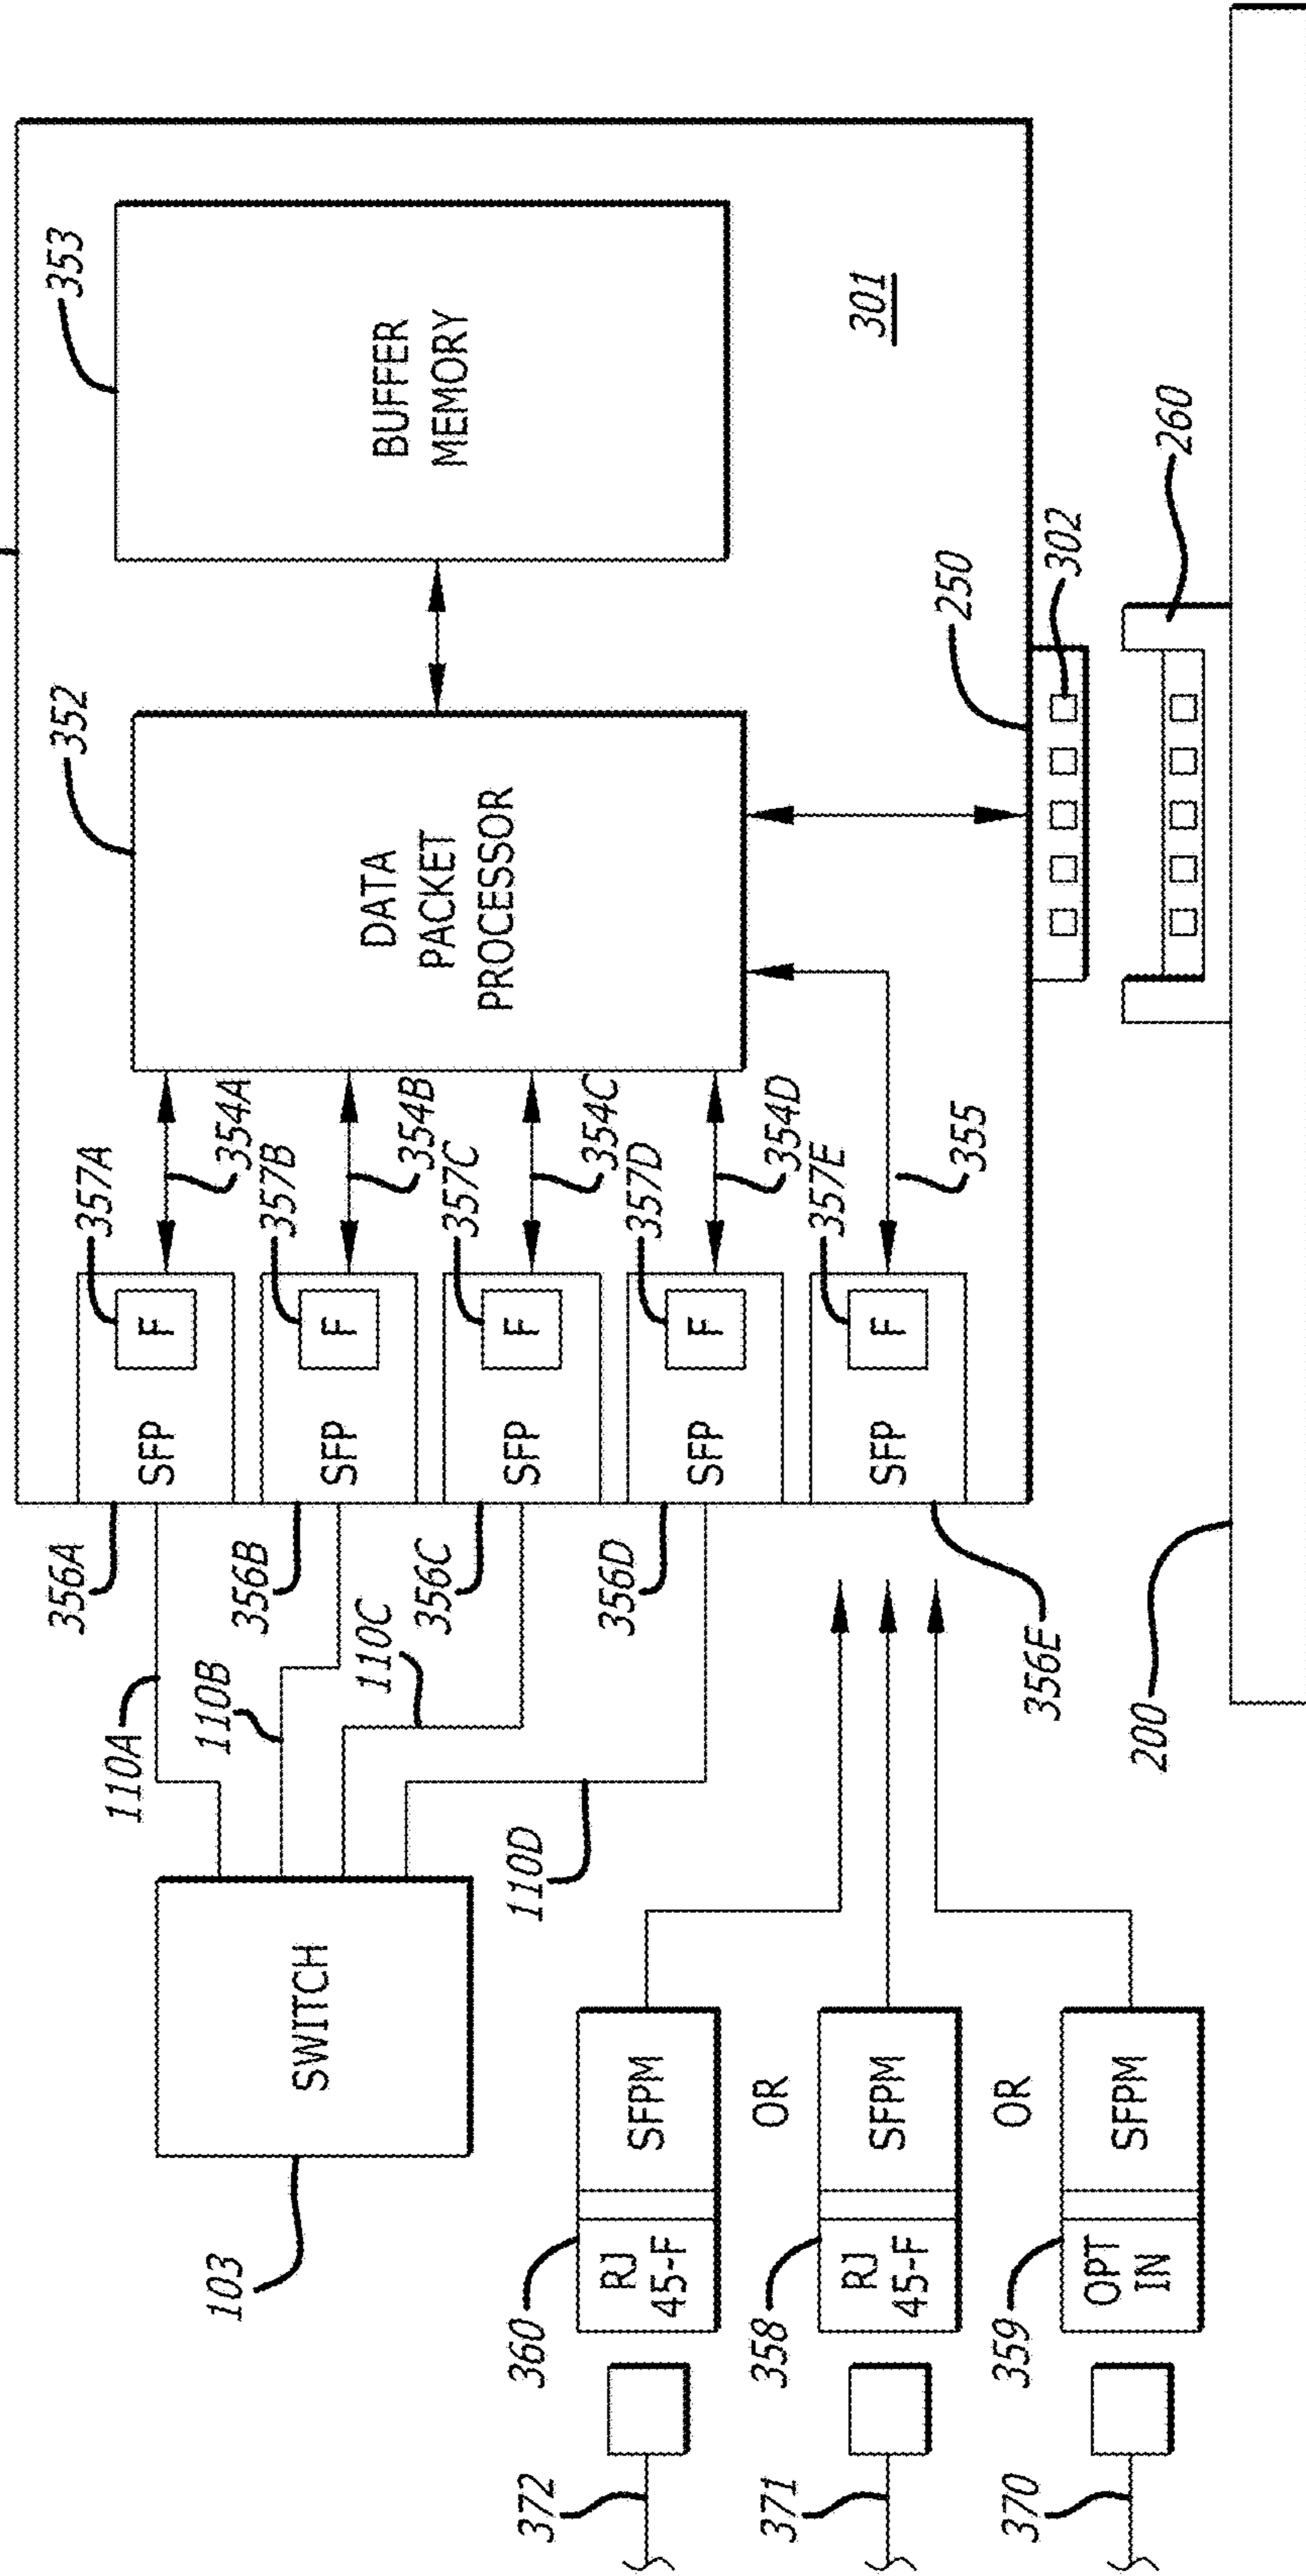 353
352
BUFFER
MEMORY
DATA
PACKET
PROCESSOR
301
357A
354A
357B
354B
357C
354C
357D
354D
357E
355
SFP F
SFP F
SFP F
SFP F
SFP F
356A
356B
356C
356D
356E
110A
110B
110C
110D
SWITCH
103
250
302
260
200
360
RJ
45-F
SFPM
OR
358
RJ
45-F
SFPM
OR
359
OPT
IN
SFPM
372
371
370